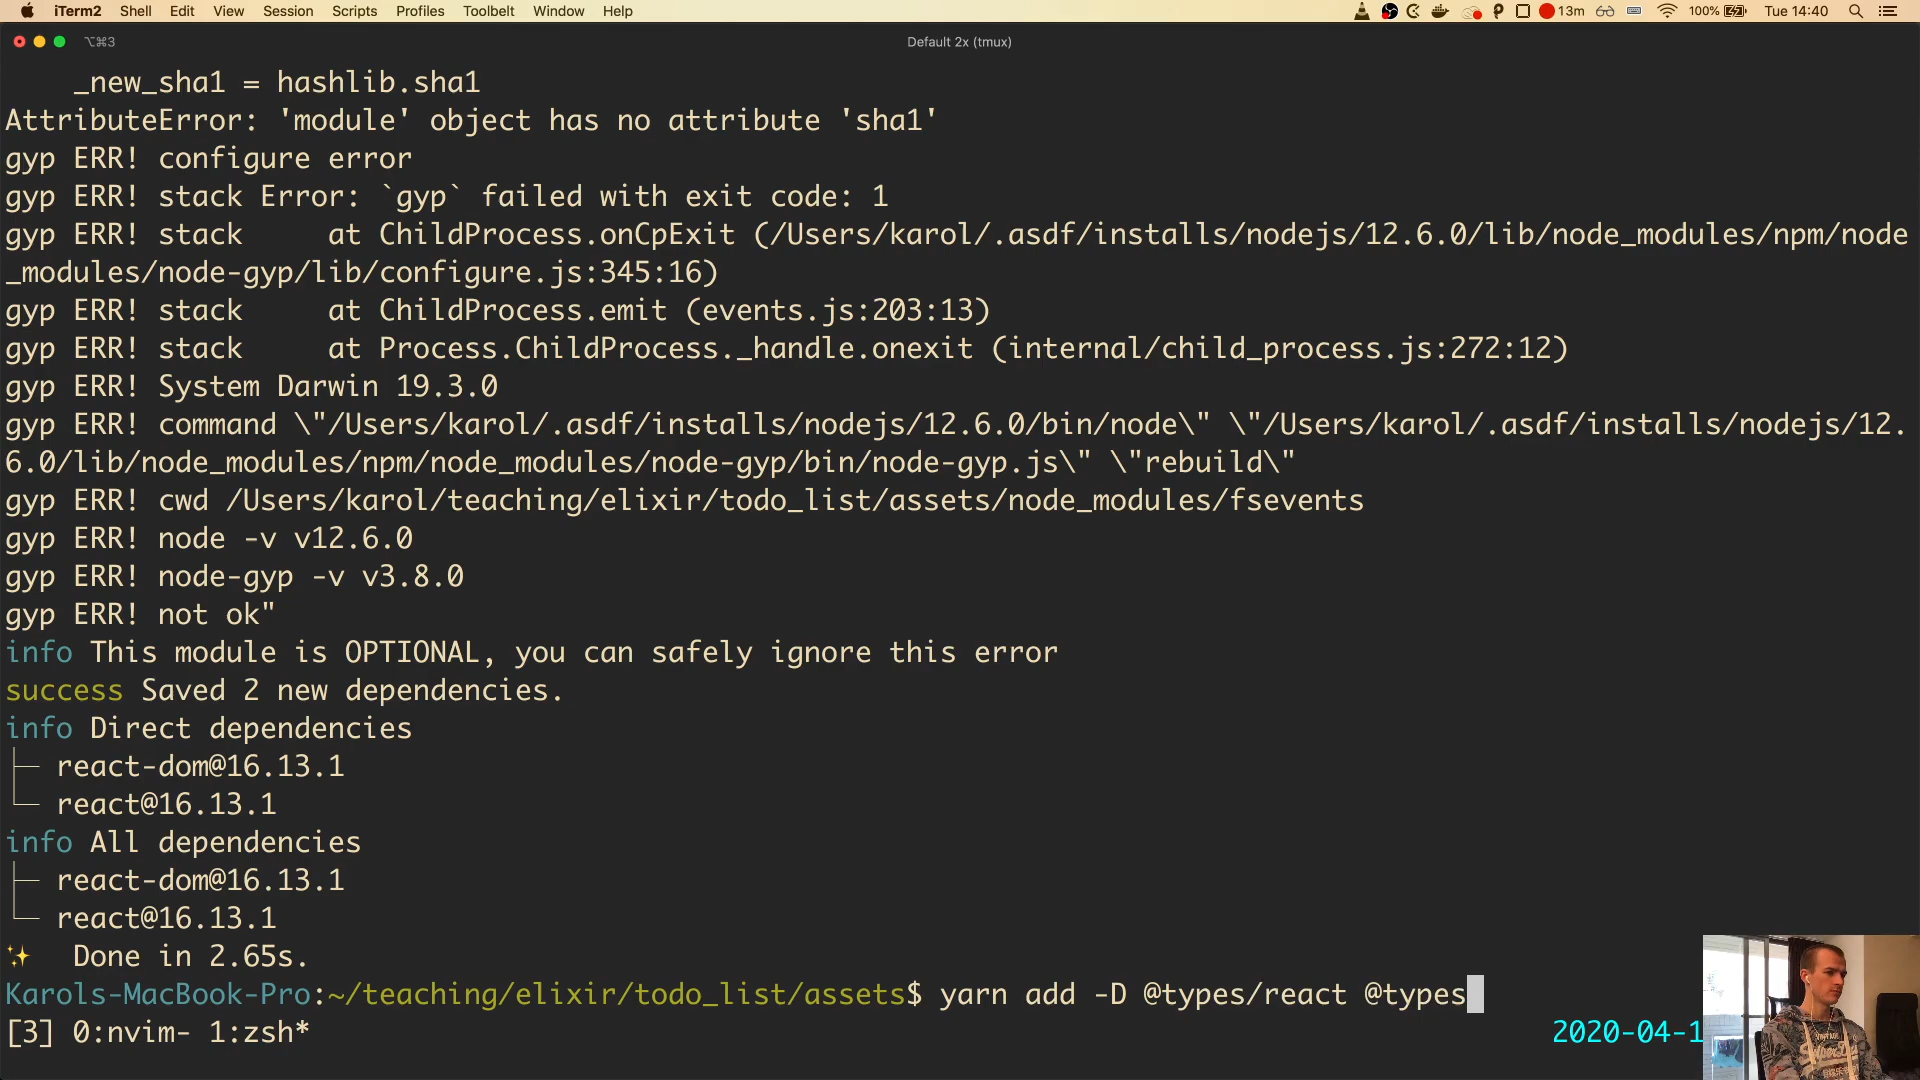 iTerm2 Shell Edit View Session Scripts Profiles Toolbelt Window Help 13m 100% Tue 14:40
⌥⌘3 Default 2x (tmux)
_new_sha1 = hashlib.sha1
AttributeError: 'module' object has no attribute 'sha1'
gyp ERR! configure error
gyp ERR! stack Error: `gyp` failed with exit code: 1
gyp ERR! stack     at ChildProcess.onCpExit (/Users/karol/.asdf/installs/nodejs/12.6.0/lib/node_modules/npm/node
_modules/node-gyp/lib/configure.js:345:16)
gyp ERR! stack     at ChildProcess.emit (events.js:203:13)
gyp ERR! stack     at Process.ChildProcess._handle.onexit (internal/child_process.js:272:12)
gyp ERR! System Darwin 19.3.0
gyp ERR! command \"/Users/karol/.asdf/installs/nodejs/12.6.0/bin/node\" \"/Users/karol/.asdf/installs/nodejs/12.
6.0/lib/node_modules/npm/node_modules/node-gyp/bin/node-gyp.js\" \"rebuild\"
gyp ERR! cwd /Users/karol/teaching/elixir/todo_list/assets/node_modules/fsevents
gyp ERR! node -v v12.6.0
gyp ERR! node-gyp -v v3.8.0
gyp ERR! not ok"
info This module is OPTIONAL, you can safely ignore this error
success Saved 2 new dependencies.
info Direct dependencies
├─ react-dom@16.13.1
└─ react@16.13.1
info All dependencies
├─ react-dom@16.13.1
└─ react@16.13.1
✨  Done in 2.65s.
Karols-MacBook-Pro:~/teaching/elixir/todo_list/assets$ yarn add -D @types/react @types
[3] 0:nvim- 1:zsh* 2020-04-1